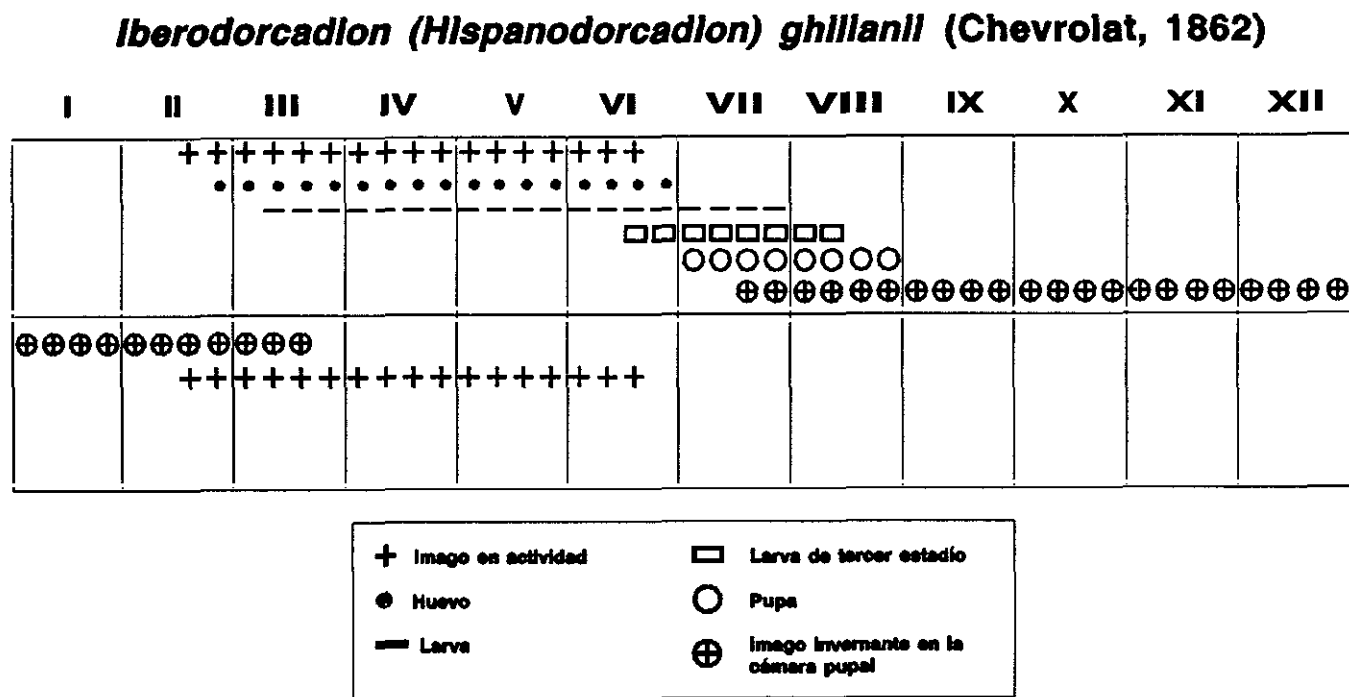 Iberodorcadion (Hispanodorcadion) ghilianii (Chevrolat, 1862)
I II III IV V VI VII VIII IX X XI XII
Imago en actividad
Huevo
Larva
Larva de tercer estadío
Pupa
Imago invernante en la
cámara pupal